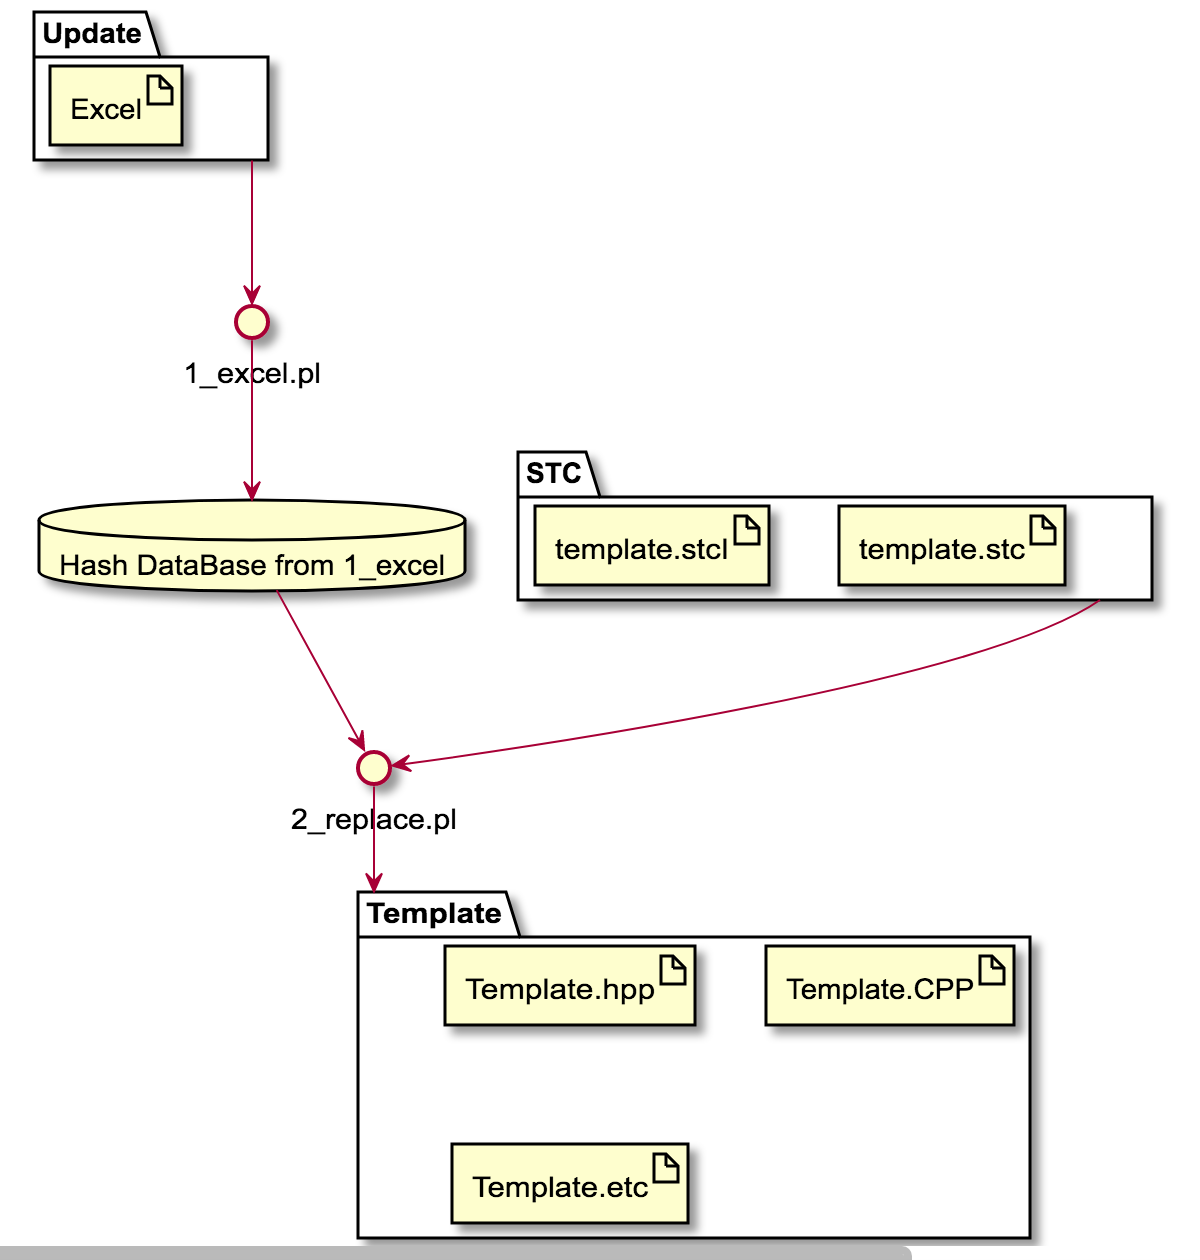 Update
Excel
1_excel.pl
STC
template.stcl
template.stc
Hash DataBase from 1_excel
2_replace.pl
Template
Template.hpp
Template.CPP
Template.etc